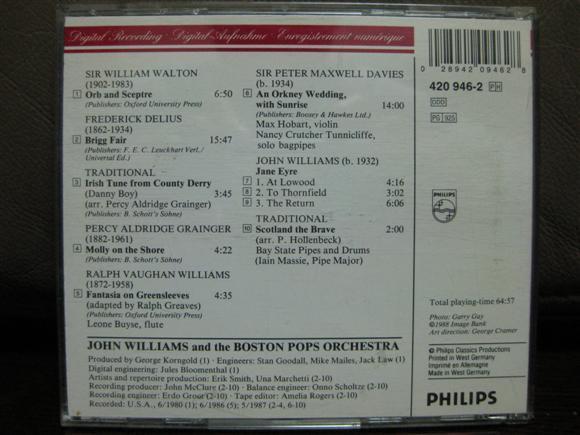 Digital Recording · Digital-Aufnahme · Enregistrement numérique
SIR WILLIAM WALTON
(1902-1983)
1 Orb and Sceptre 6:50
(Publishers: Oxford University Press)
FREDERICK DELIUS
(1862-1934)
2 Brigg Fair 15:47
(Publishers: F. E. C. Leuckhart Verl./
Universal Ed.)
TRADITIONAL
3 Irish Tune from County Derry
(Danny Boy) 3:45
(arr. Percy Aldridge Grainger)
(Publishers: B. Schott's Söhne)
PERCY ALDRIDGE GRAINGER
(1882-1961)
4 Molly on the Shore 4:22
(Publishers: B. Schott's Söhne)
RALPH VAUGHAN WILLIAMS
(1872-1958)
5 Fantasia on Greensleeves 4:35
(adapted by Ralph Greaves)
(Publishers: Oxford University Press)
Leone Buyse, flute
SIR PETER MAXWELL DAVIES
(b. 1934)
6 An Orkney Wedding,
with Sunrise 14:00
(Publishers: Boosey & Hawkes Ltd.)
Max Hobart, violin
Nancy Crutcher Tunnicliffe,
solo bagpipes
JOHN WILLIAMS (b. 1932)
Jane Eyre
7 1. At Lowood 4:16
8 2. To Thornfield 3:02
9 3. The Return 6:06
TRADITIONAL
10 Scotland the Brave 2:00
(arr. P. Hollenbeck)
Bay State Pipes and Drums
(Iain Massie, Pipe Major)
JOHN WILLIAMS and the BOSTON POPS ORCHESTRA
Produced by George Korngold (1) · Engineers: Stan Goodall, Mike Mailes, Jack Law (1)
Digital engineering: Jules Bloomenthal (1)
Artists and repertoire production: Erik Smith, Una Marchetti (2-10)
Recording producer: John McClure (2-10) · Balance engineer: Onno Scholtze (2-10)
Recording engineer: Erdo Groot (2-10) · Tape editor: Amelia Rogers (2-10)
Recorded: U.S.A., 6/1980 (1); 6/1986 (5); 5/1987 (2-4, 6-10)
0 28942 09462 8
420 946-2 PH
DDD
PG 925
PHILIPS
Total playing-time 64:57
Photo: Garry Gay
©1988 Image Bank
Art direction: George Cramer
℗ Philips Classics Productions
Printed in West Germany
Imprimé en Allemagne
Made in West Germany
PHILIPS